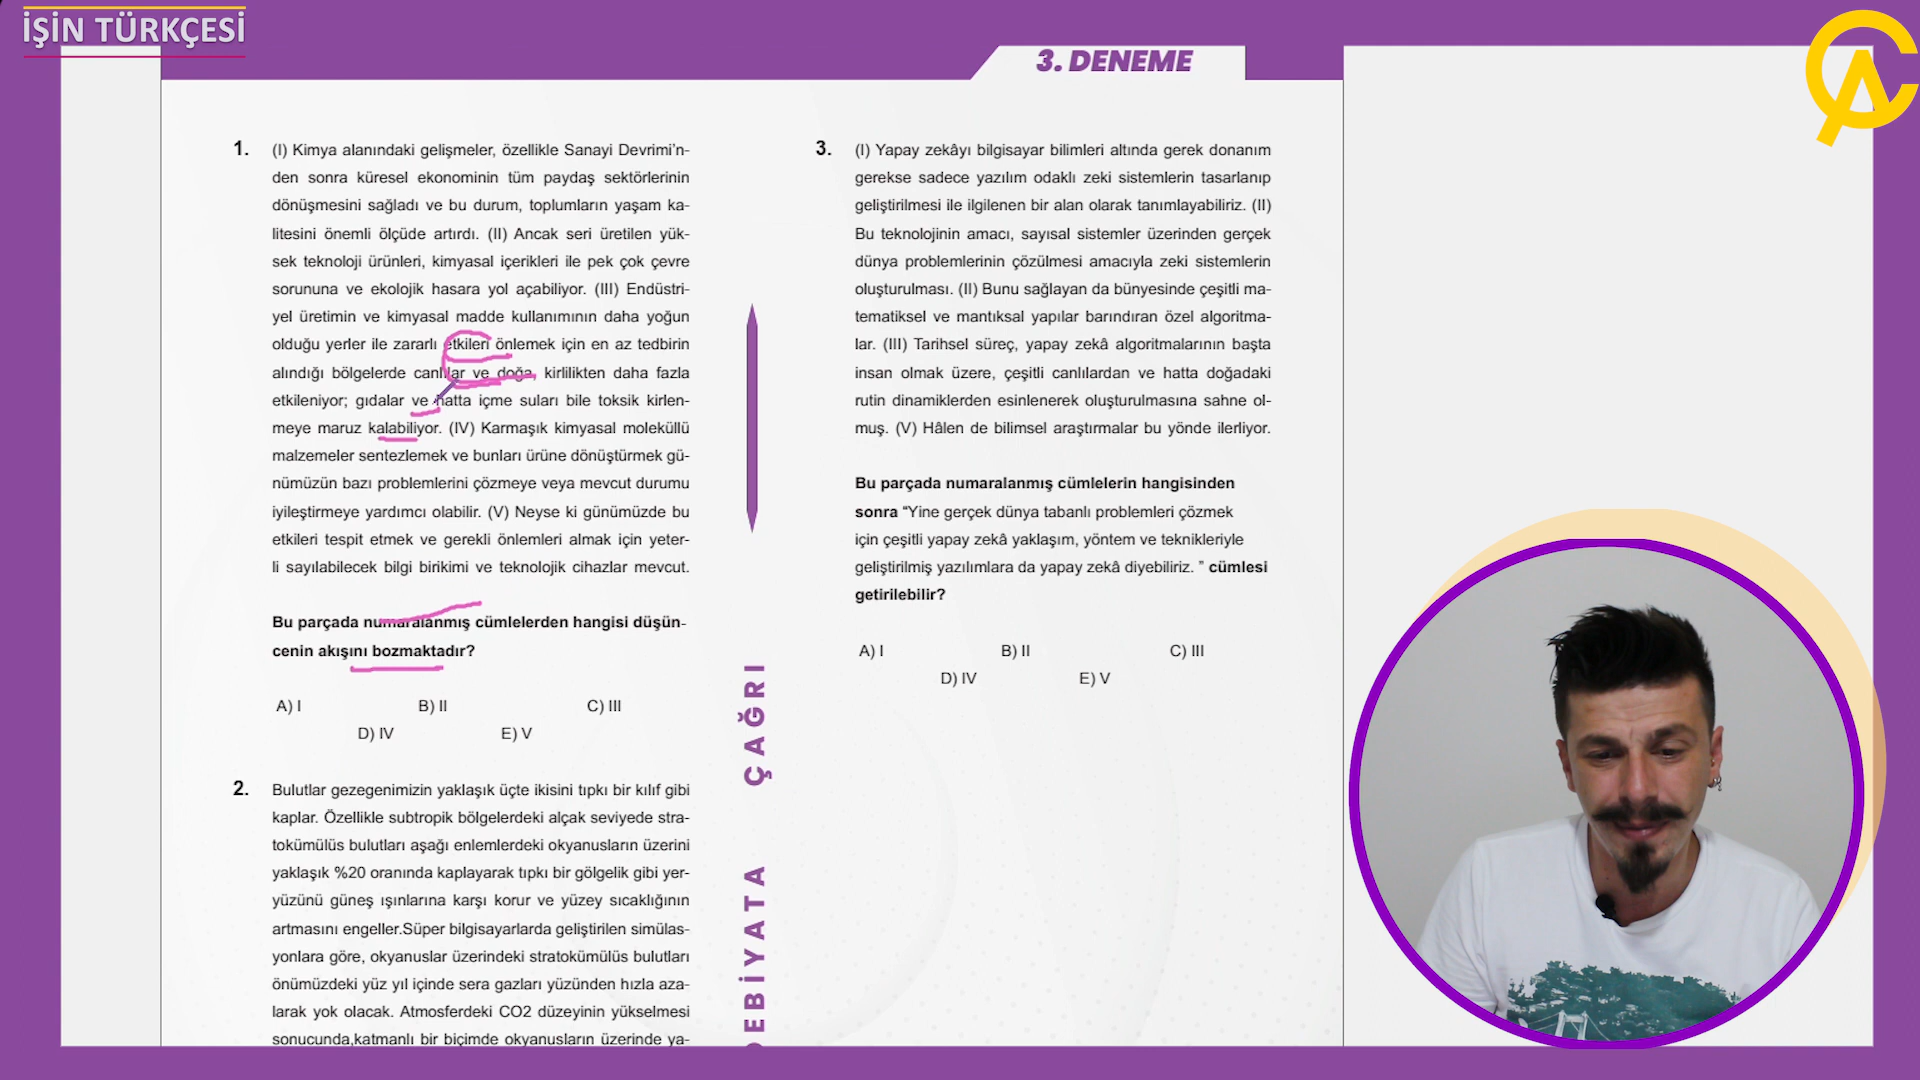 İŞİN TÜRKÇESİ
3. DENEME
1. (I) Kimya alanındaki gelişmeler, özellikle Sanayi Devrimi'n-
den sonra küresel ekonominin tüm paydaş sektörlerinin
dönüşmesini sağladı ve bu durum, toplumların yaşam ka-
litesini önemli ölçüde artırdı. (II) Ancak seri üretilen yük-
sek teknoloji ürünleri, kimyasal içerikleri ile pek çok çevre
sorununa ve ekolojik hasara yol açabiliyor. (III) Endüstri-
yel üretimin ve kimyasal madde kullanımının daha yoğun
olduğu yerler ile zararlı etkileri önlemek için en az tedbirin
alındığı bölgelerde canlılar ve doğa, kirlilikten daha fazla
etkileniyor; gıdalar ve hatta içme suları bile toksik kirlen-
meye maruz kalabiliyor. (IV) Karmaşık kimyasal moleküllü
malzemeler sentezlemek ve bunları ürüne dönüştürmek gü-
nümüzün bazı problemlerini çözmeye veya mevcut durumu
iyileştirmeye yardımcı olabilir. (V) Neyse ki günümüzde bu
etkileri tespit etmek ve gerekli önlemleri almak için yeter-
li sayılabilecek bilgi birikimi ve teknolojik cihazlar mevcut.
Bu parçada numaralanmış cümlelerden hangisi düşün-
cenin akışını bozmaktadır?
A) I B) II C) III
D) IV E) V
2. Bulutlar gezegenimizin yaklaşık üçte ikisini tıpkı bir kılıf gibi
kaplar. Özellikle subtropik bölgelerdeki alçak seviyede stra-
tokümülüs bulutları aşağı enlemlerdeki okyanusların üzerini
yaklaşık %20 oranında kaplayarak tıpkı bir gölgelik gibi yer-
yüzünü güneş ışınlarına karşı korur ve yüzey sıcaklığının
artmasını engeller.Süper bilgisayarlarda geliştirilen simülas-
yonlara göre, okyanuslar üzerindeki stratokümülüs bulutları
önümüzdeki yüz yıl içinde sera gazları yüzünden hızla aza-
larak yok olacak. Atmosferdeki CO2 düzeyinin yükselmesi
sonucunda,katmanlı bir biçimde okyanusların üzerinde ya-
ÇAĞRI
EBİYATA
3. (I) Yapay zekâyı bilgisayar bilimleri altında gerek donanım
gerekse sadece yazılım odaklı zeki sistemlerin tasarlanıp
geliştirilmesi ile ilgilenen bir alan olarak tanımlayabiliriz. (II)
Bu teknolojinin amacı, sayısal sistemler üzerinden gerçek
dünya problemlerinin çözülmesi amacıyla zeki sistemlerin
oluşturulması. (II) Bunu sağlayan da bünyesinde çeşitli ma-
tematiksel ve mantıksal yapılar barındıran özel algoritma-
lar. (III) Tarihsel süreç, yapay zekâ algoritmalarının başta
insan olmak üzere, çeşitli canlılardan ve hatta doğadaki
rutin dinamiklerden esinlenerek oluşturulmasına sahne ol-
muş. (V) Hâlen de bilimsel araştırmalar bu yönde ilerliyor.
Bu parçada numaralanmış cümlelerin hangisinden
sonra “Yine gerçek dünya tabanlı problemleri çözmek
için çeşitli yapay zekâ yaklaşım, yöntem ve teknikleriyle
geliştirilmiş yazılımlara da yapay zekâ diyebiliriz. ” cümlesi
getirilebilir?
A) I B) II C) III
D) IV E) V